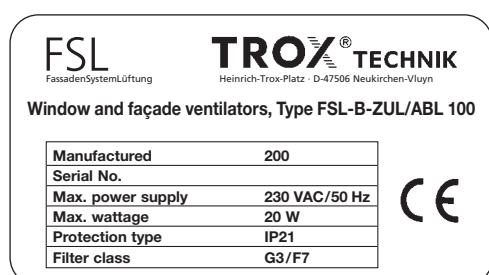 FSL
FassadenSystemLüftung
TROX® TECHNIK
Heinrich-Trox-Platz · D-47506 Neukirchen-Vluyn
Window and façade ventilators, Type FSL-B-ZUL/ABL 100
Manufactured 200
Serial No.
Max. power supply 230 VAC/50 Hz
Max. wattage 20 W
Protection type IP21
Filter class G3/F7
CE